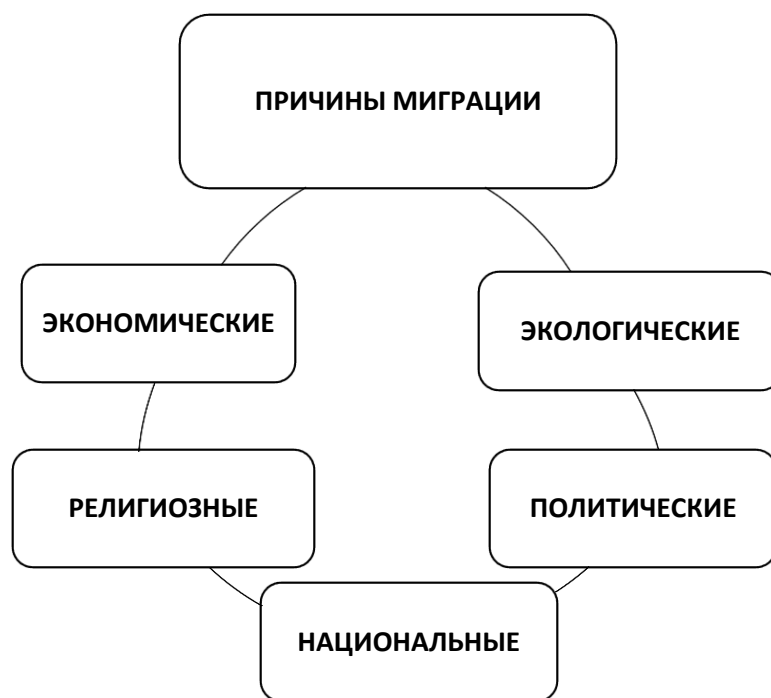 ПРИЧИНЫ МИГРАЦИИ
ЭКОНОМИЧЕСКИЕ
ЭКОЛОГИЧЕСКИЕ
РЕЛИГИОЗНЫЕ
ПОЛИТИЧЕСКИЕ
НАЦИОНАЛЬНЫЕ